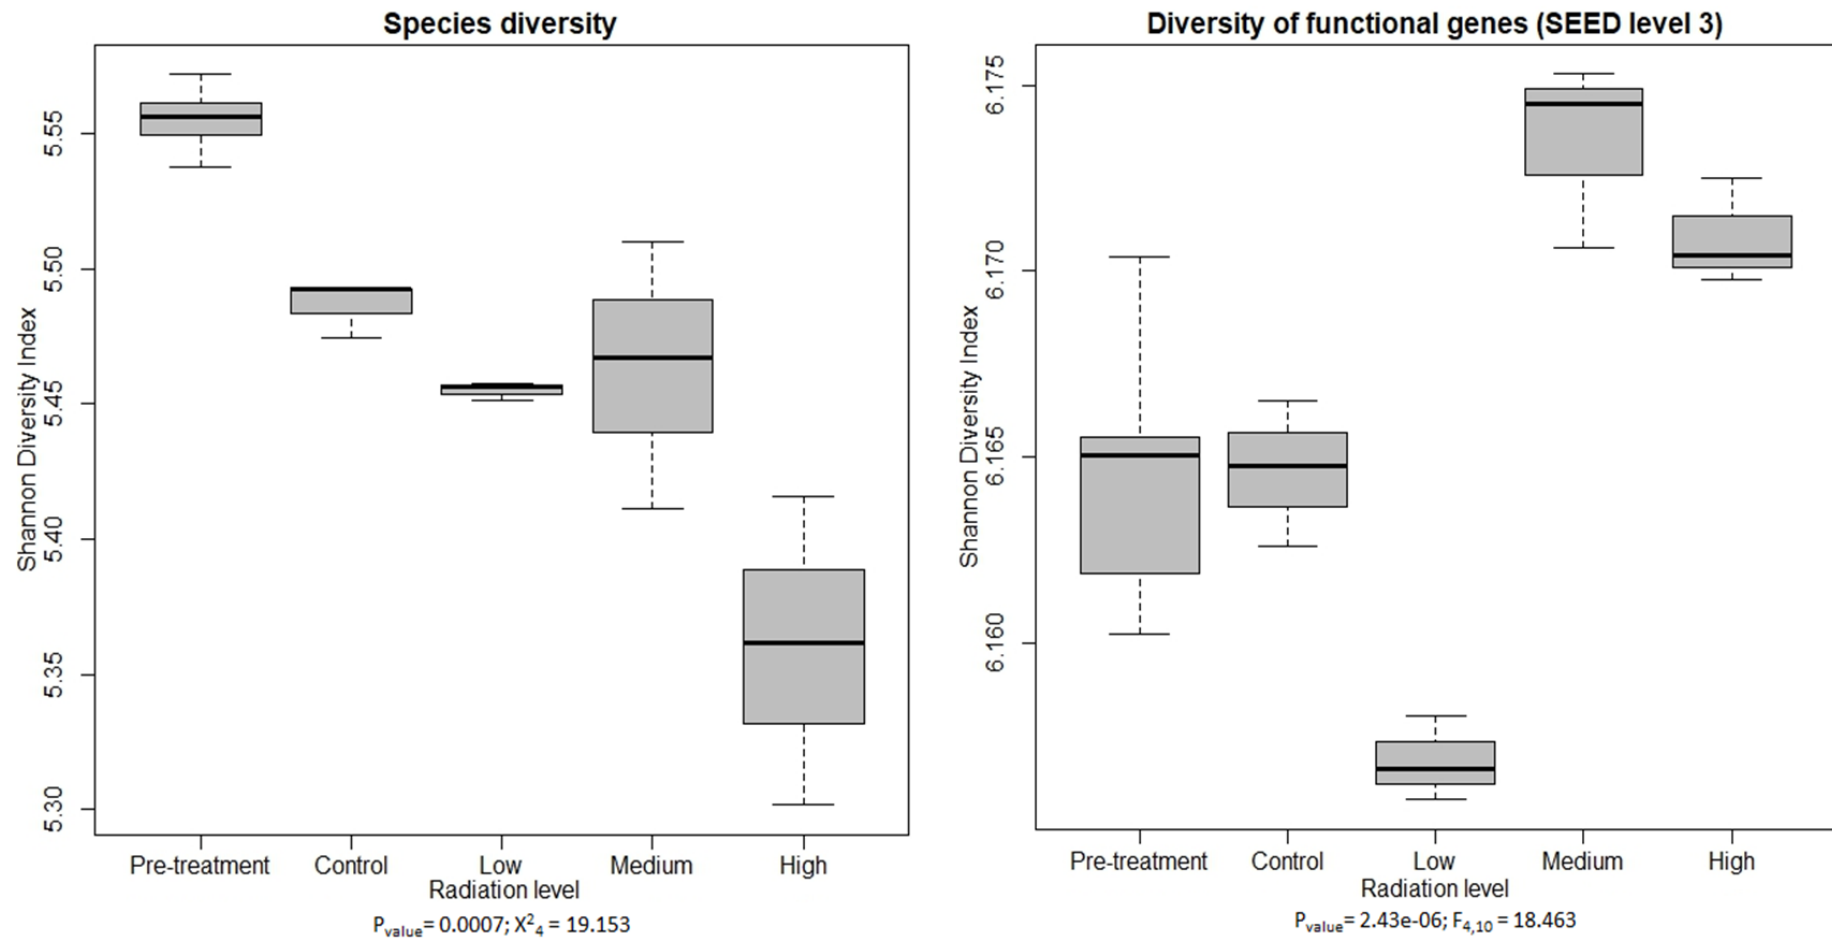 Species diversity
Shannon Diversity Index
5.55
5.50
5.45
5.40
5.35
5.30
Pre-treatment Control Low Medium High
Radiation level
Pvalue= 0.0007; X²4 = 19.153
Diversity of functional genes (SEED level 3)
Shannon Diversity Index
6.175
6.170
6.165
6.160
Pre-treatment Control Low Medium High
Radiation level
Pvalue= 2.43e-06; F4,10 = 18.463